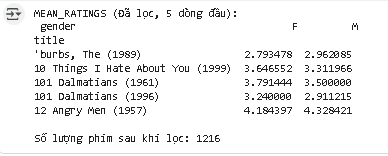 MEAN_RATINGS (Đã lọc, 5 dòng đầu):
gender F M
title
'burbs, The (1989) 2.793478 2.962085
10 Things I Hate About You (1999) 3.646552 3.311966
101 Dalmatians (1961) 3.791444 3.500000
101 Dalmatians (1996) 3.240000 2.911215
12 Angry Men (1957) 4.184397 4.328421
Số lượng phim sau khi lọc: 1216